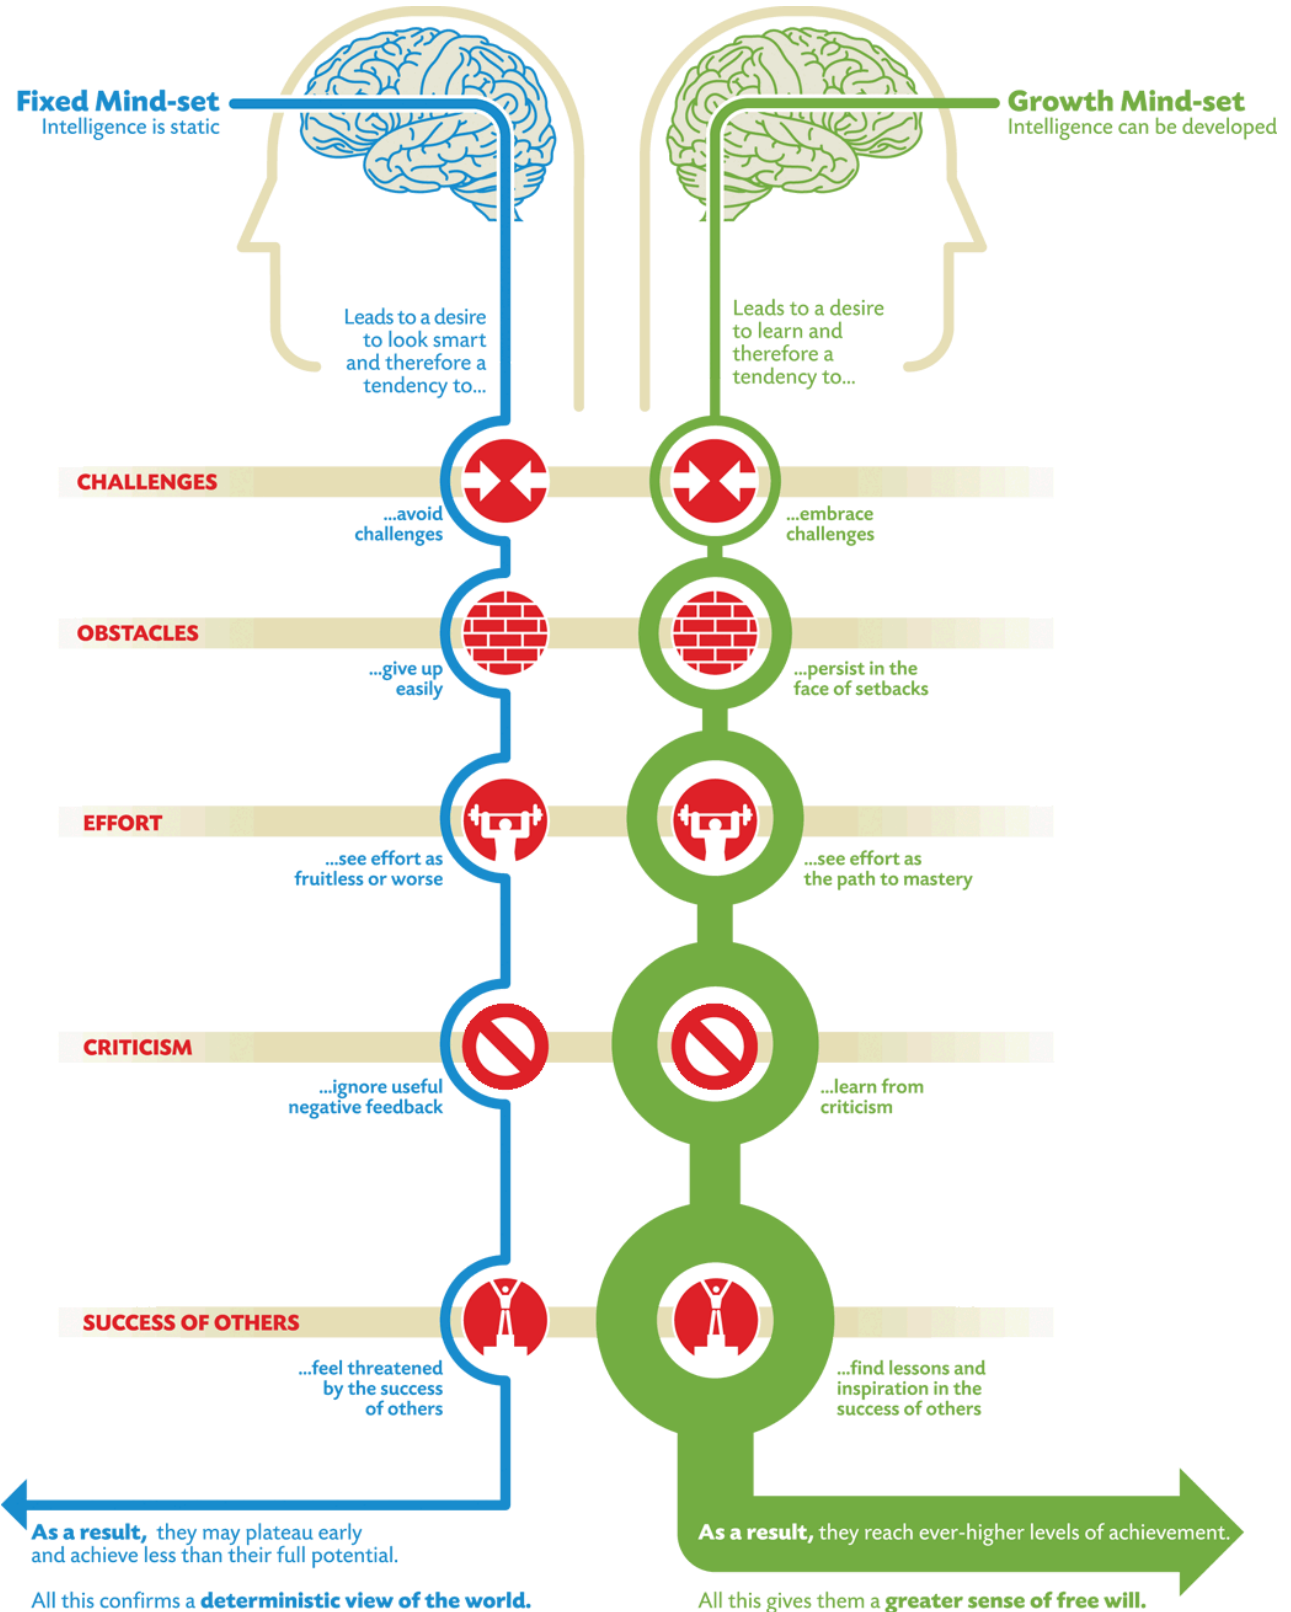 Fixed Mind-set
Intelligence is static
Growth Mind-set
Intelligence can be developed
Leads to a desire
to look smart
and therefore a
tendency to...
Leads to a desire
to learn and
therefore a
tendency to...
CHALLENGES
...avoid
challenges
...embrace
challenges
OBSTACLES
...give up
easily
...persist in the
face of setbacks
EFFORT
...see effort as
fruitless or worse
...see effort as
the path to mastery
CRITICISM
...ignore useful
negative feedback
...learn from
criticism
SUCCESS OF OTHERS
...feel threatened
by the success
of others
...find lessons and
inspiration in the
success of others
As a result, they may plateau early
and achieve less than their full potential.
All this confirms a deterministic view of the world.
As a result, they reach ever-higher levels of achievement.
All this gives them a greater sense of free will.